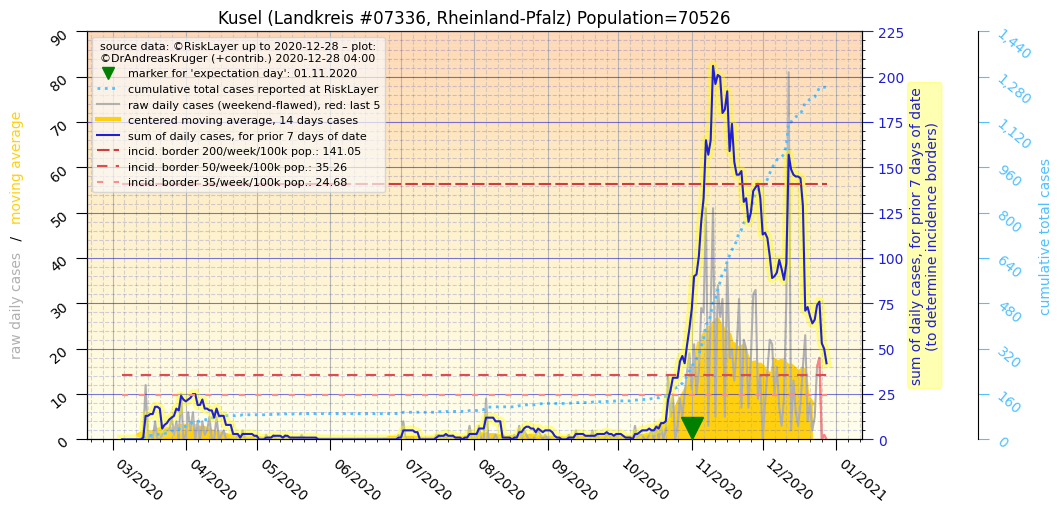 Kusel (Landkreis #07336, Rheinland-Pfalz) Population=70526
source data: ©RiskLayer up to 2020-12-28 – plot:
©DrAndreasKruger (+contrib.) 2020-12-28 04:00
marker for 'expectation day': 01.11.2020
cumulative total cases reported at RiskLayer
raw daily cases (weekend-flawed), red: last 5
centered moving average, 14 days cases
sum of daily cases, for prior 7 days of date
incid. border 200/week/100k pop.: 141.05
incid. border 50/week/100k pop.: 35.26
incid. border 35/week/100k pop.: 24.68
raw daily cases / moving average
90
80
70
60
50
40
30
20
10
0
03/2020
04/2020
05/2020
06/2020
07/2020
08/2020
09/2020
10/2020
11/2020
12/2020
01/2021
225
200
175
150
125
100
75
50
25
0
sum of daily cases, for prior 7 days of date
(to determine incidence borders)
1,440
1,280
1,120
960
800
640
480
320
160
0
cumulative total cases